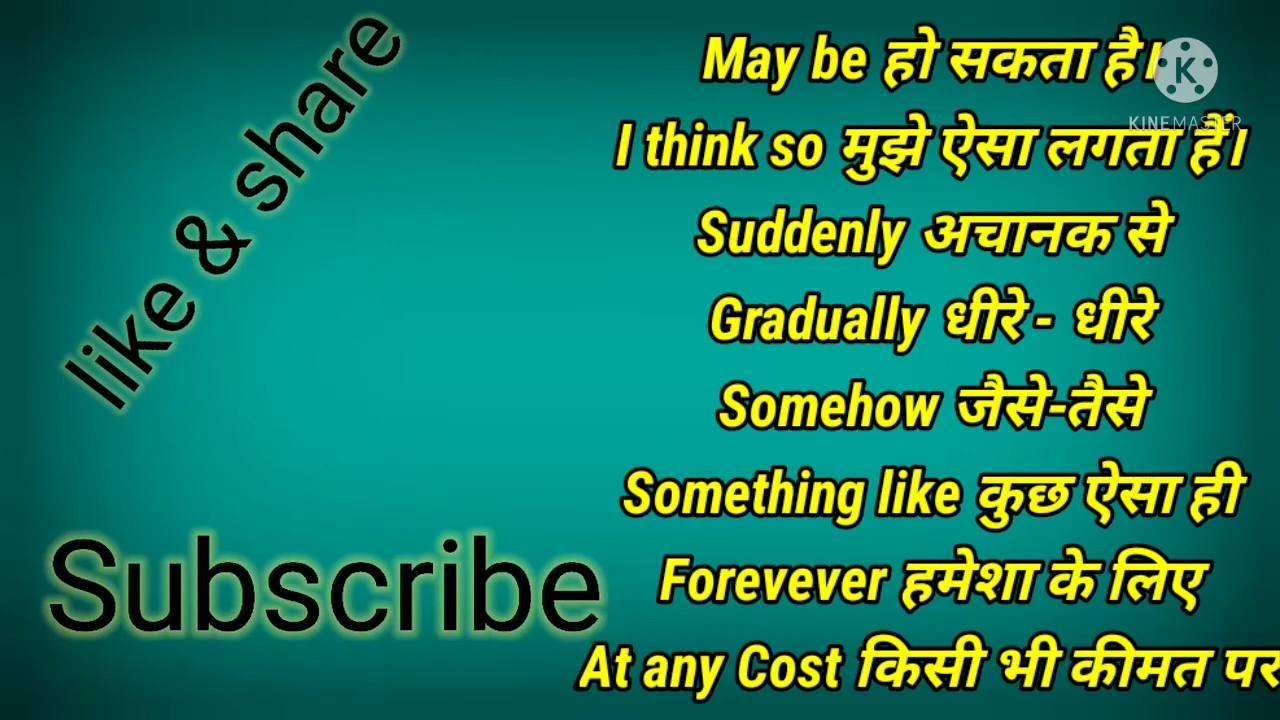 like & share
Subscribe
May be हो सकता है।
I think so मुझे ऐसा लगता हैं।
Suddenly अचानक से
Gradually धीरे - धीरे
Somehow जैसे-तैसे
Something like कुछ ऐसा ही
Forevever हमेशा के लिए
At any Cost किसी भी कीमत पर
K
KINEMASTER